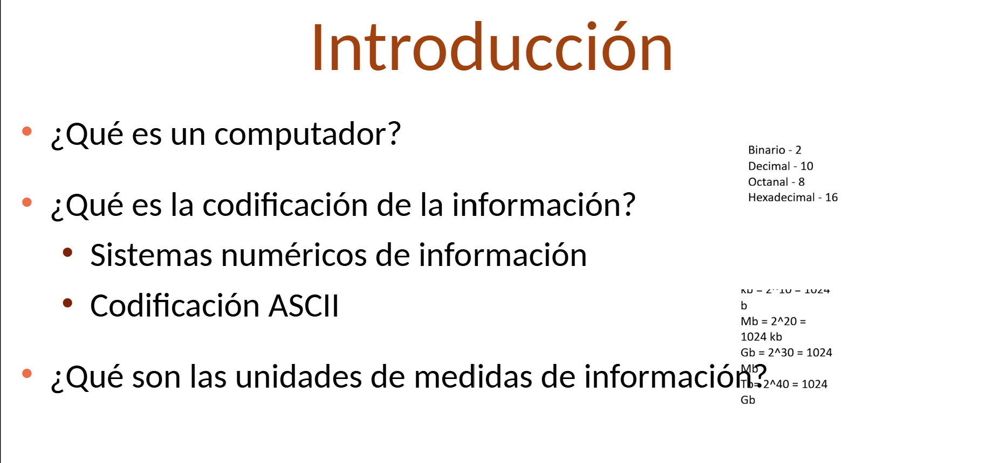 Introducción
¿Qué es un computador?
¿Qué es la codificación de la información?
Sistemas numéricos de información
Codificación ASCII
¿Qué son las unidades de medidas de información?
Binario - 2
Decimal - 10
Octanal - 8
Hexadecimal - 16
kb = 2^10 = 1024
b
Mb = 2^20 =
1024 kb
Gb = 2^30 = 1024
Mb
Tb= 2^40 = 1024
Gb